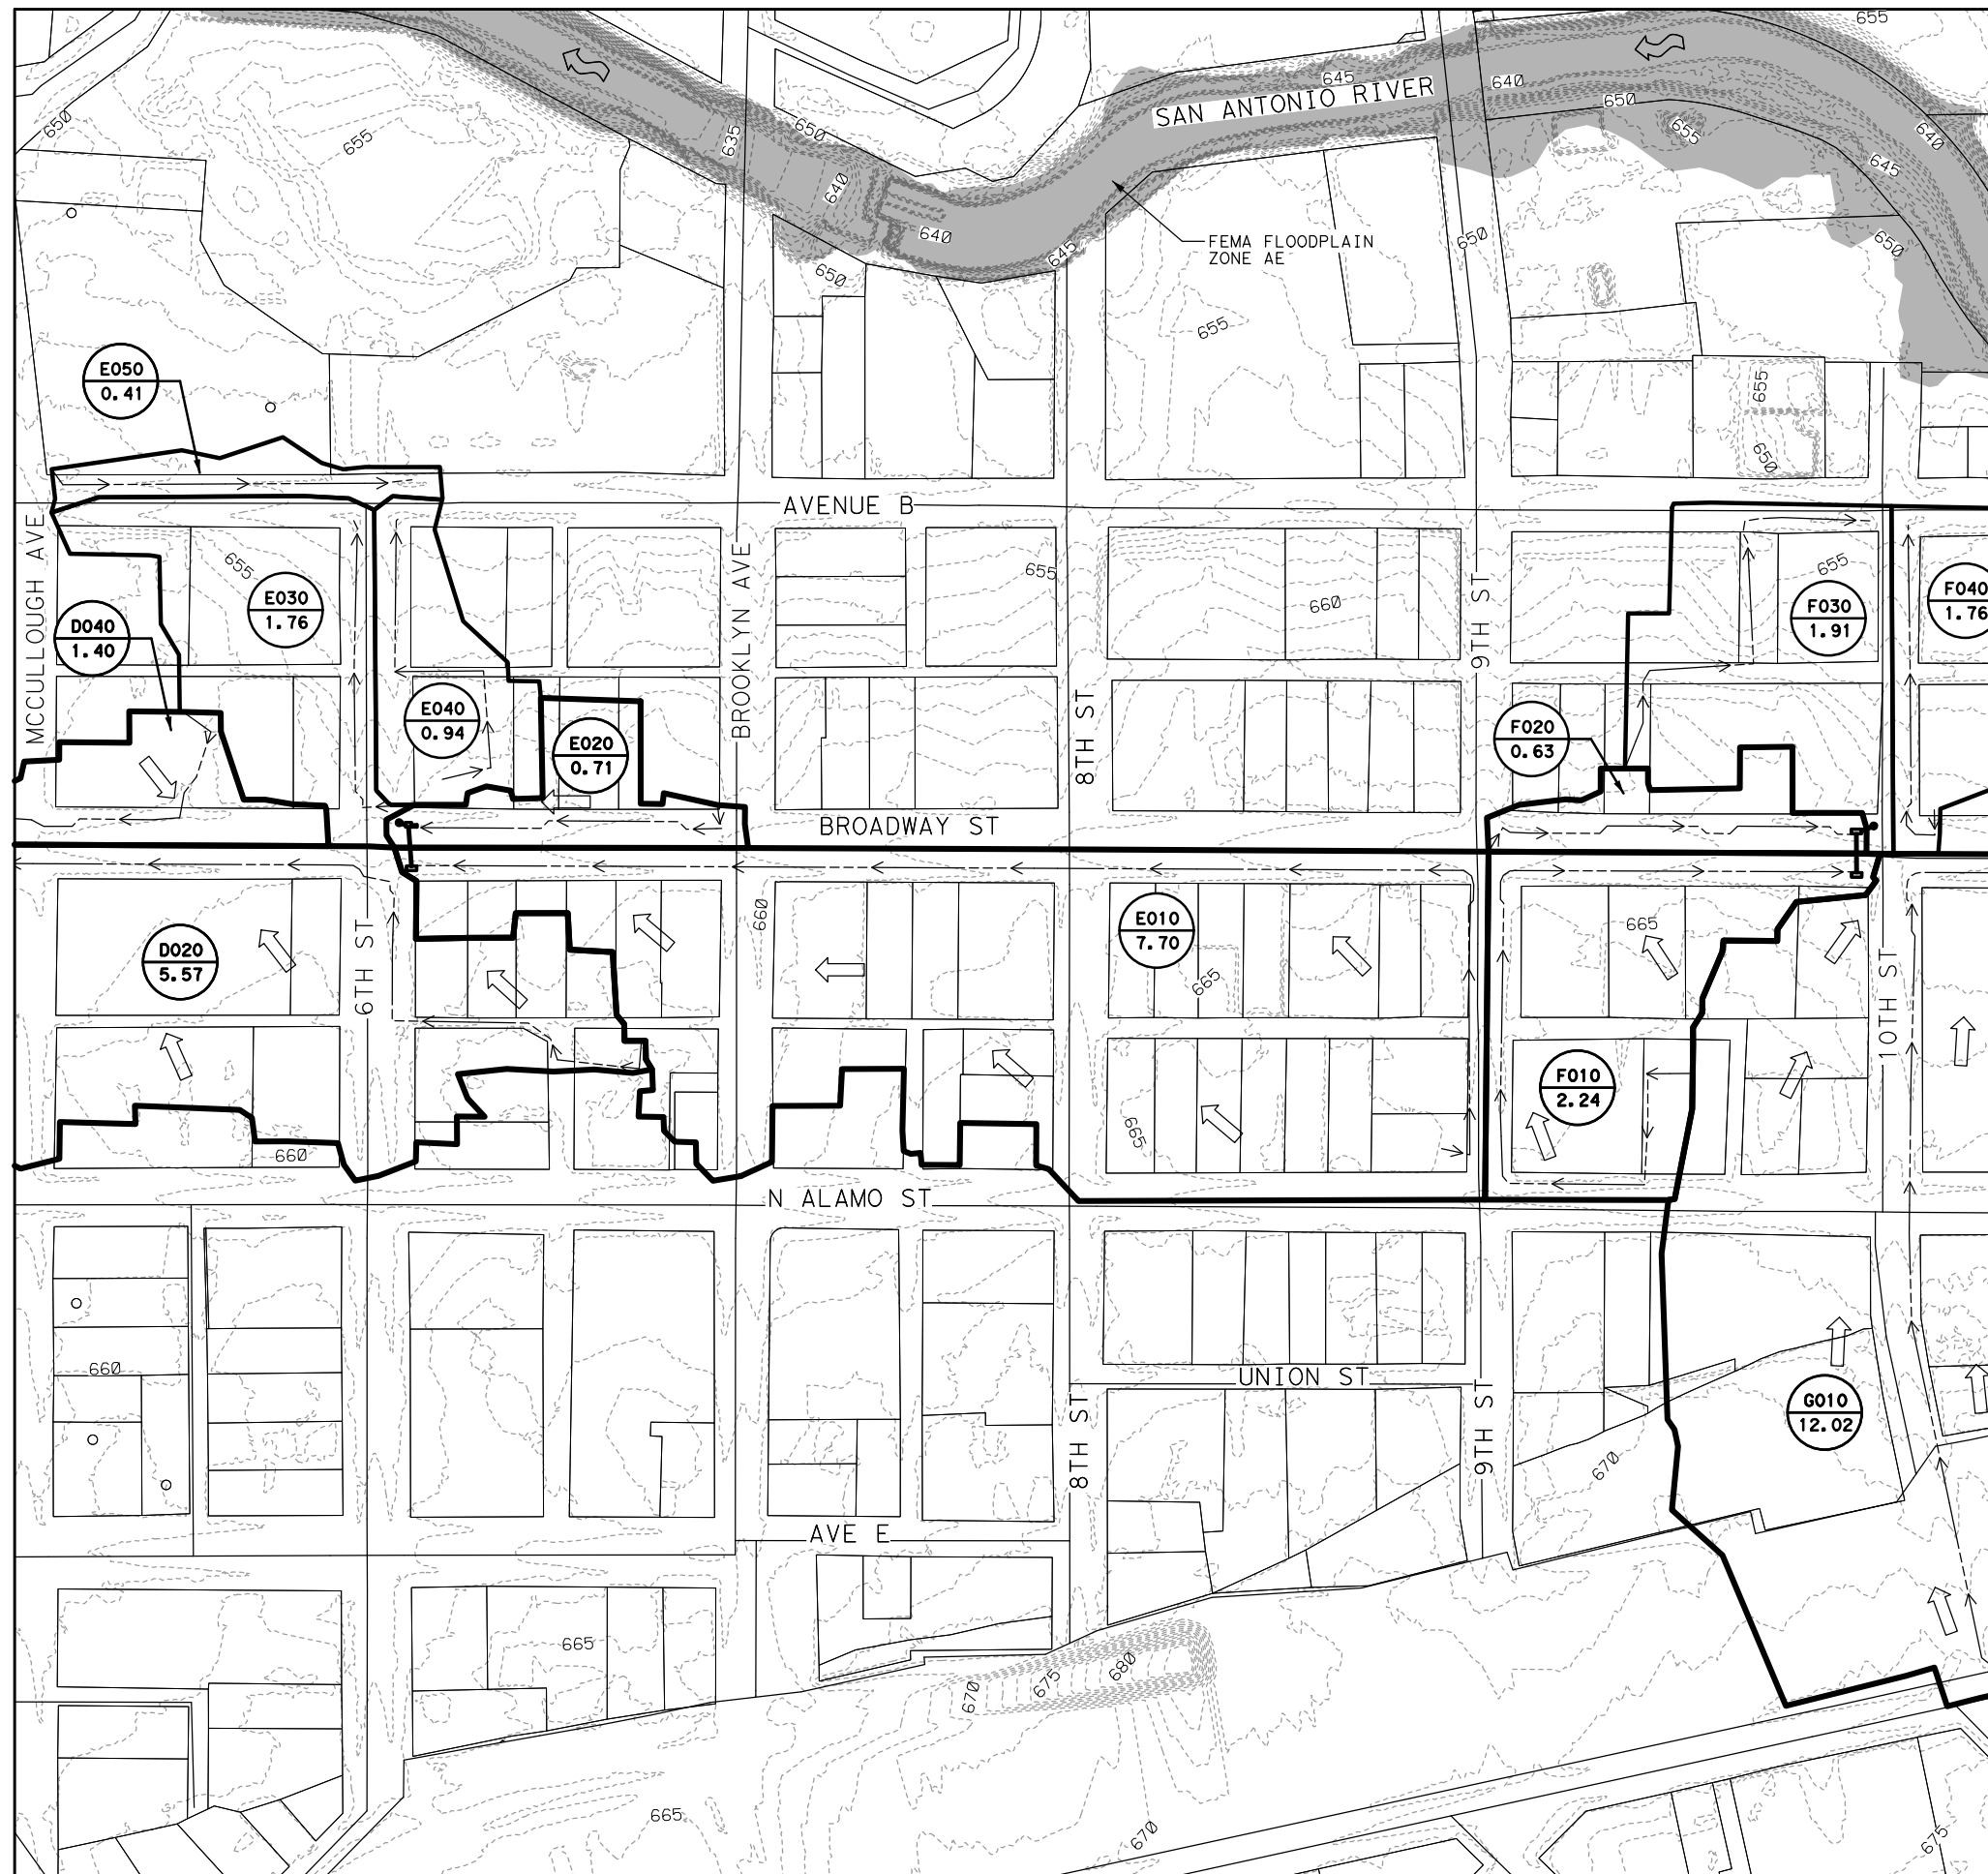 655
645
SAN ANTONIO RIVER
640
650
655
640
645
650
655
650
635
640
640
645
650
650
FEMA FLOODPLAIN
ZONE AE
650
655
E050
0.41
655
650
AVENUE B
MCCULLOUGH AVE
655
E030
1.76
D040
1.40
E040
0.94
E020
0.71
BROOKLYN AVE
655
660
8TH ST
9TH ST
655
F030
1.91
F040
1.76
F020
0.63
BROADWAY ST
6TH ST
660
E010
7.70
665
665
10TH ST
D020
5.57
665
F010
2.24
660
N ALAMO ST
660
UNION ST
8TH ST
9TH ST
G010
12.02
670
AVE E
665
670
675
680
665
670
675